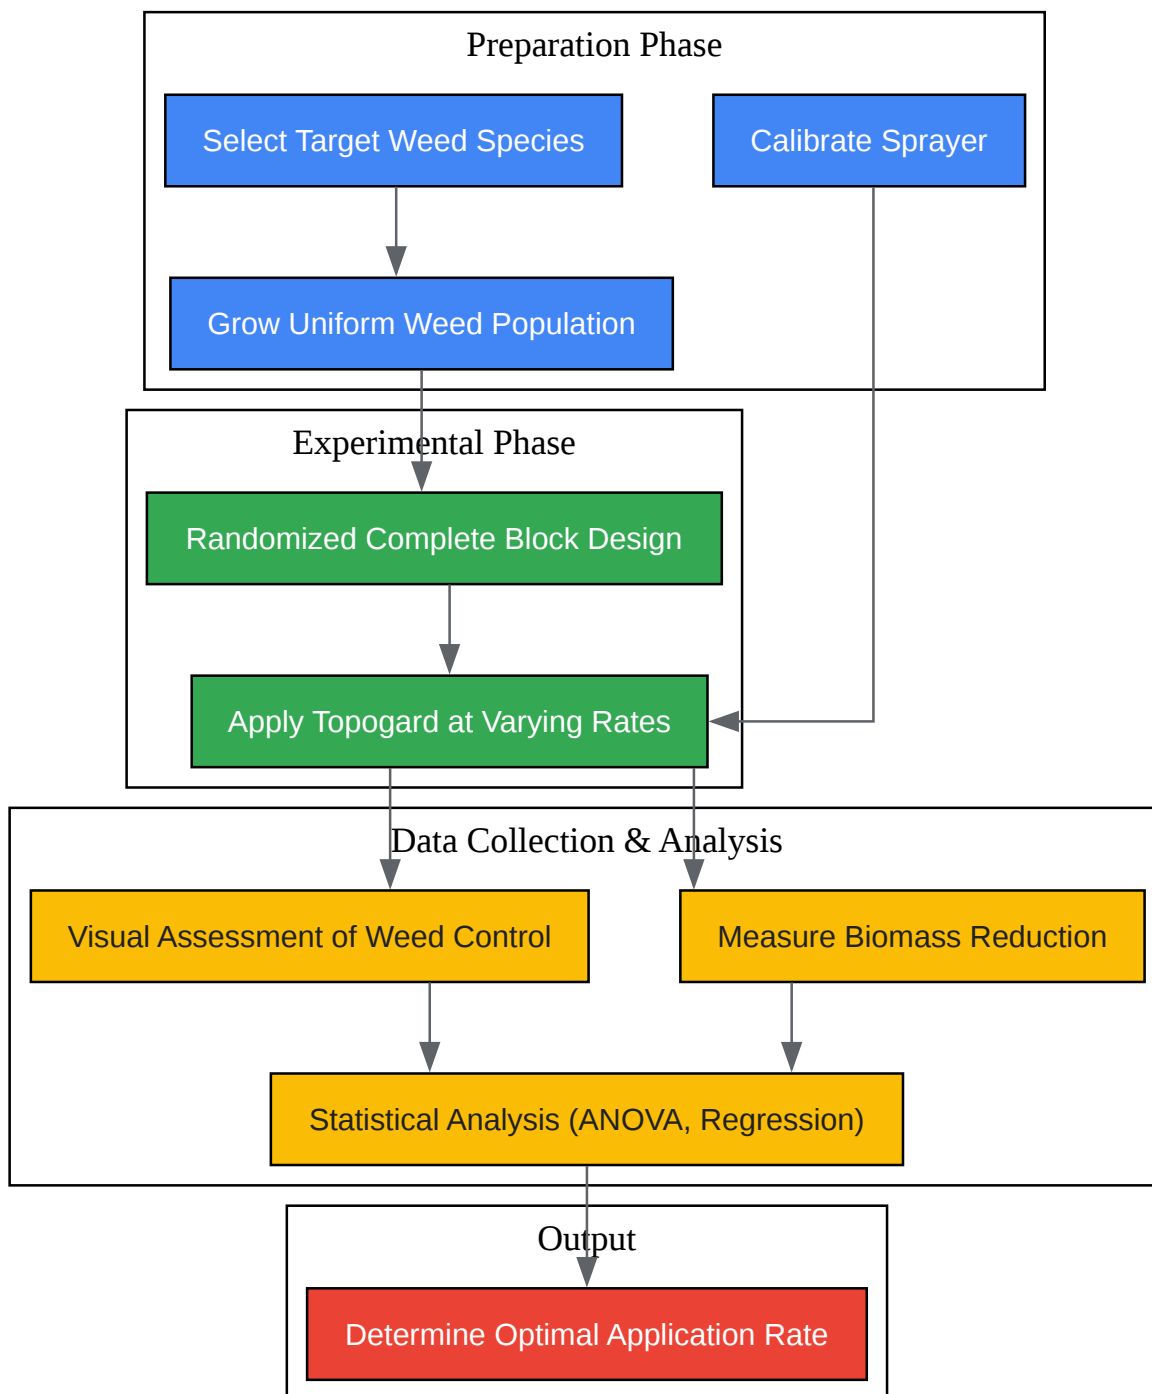 Preparation Phase
Select Target Weed Species
Calibrate Sprayer
Grow Uniform Weed Population
Experimental Phase
Randomized Complete Block Design
Apply Topogard at Varying Rates
Data Collection & Analysis
Visual Assessment of Weed Control
Measure Biomass Reduction
Statistical Analysis (ANOVA, Regression)
Output
Determine Optimal Application Rate